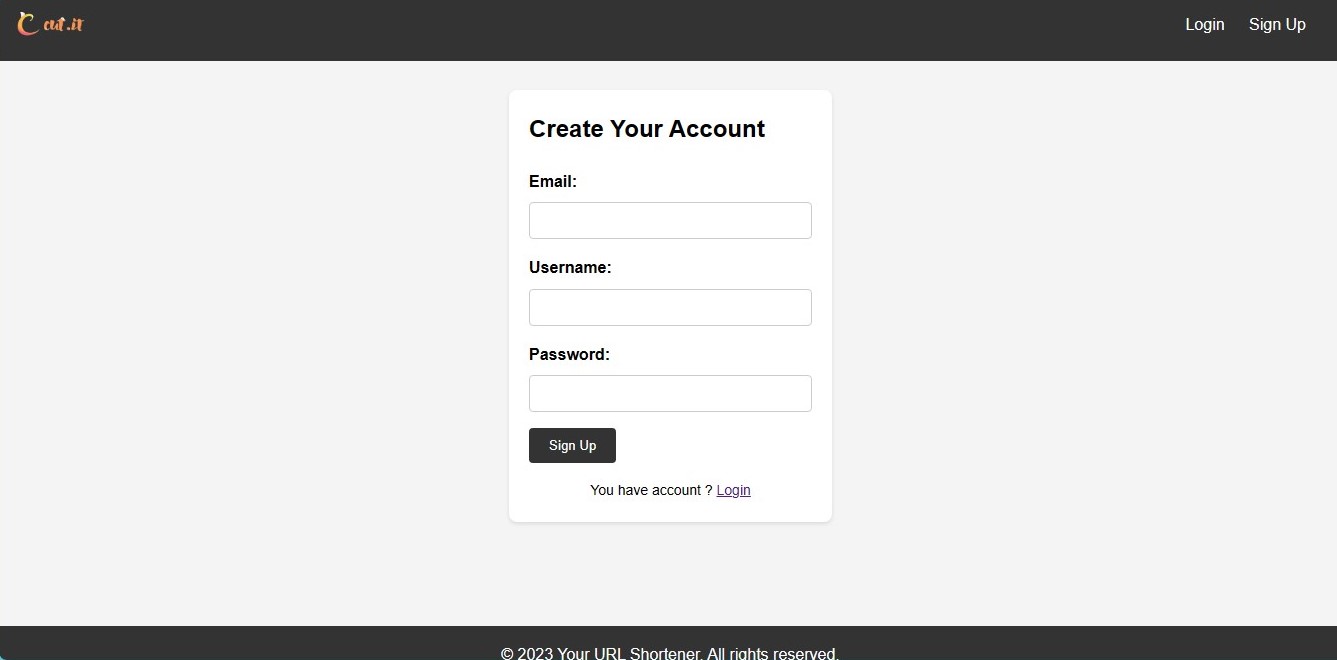 cut.it
Login Sign Up
Create Your Account
Email:
Username:
Password:
Sign Up
You have account ? Login
© 2023 Your URL Shortener. All rights reserved.